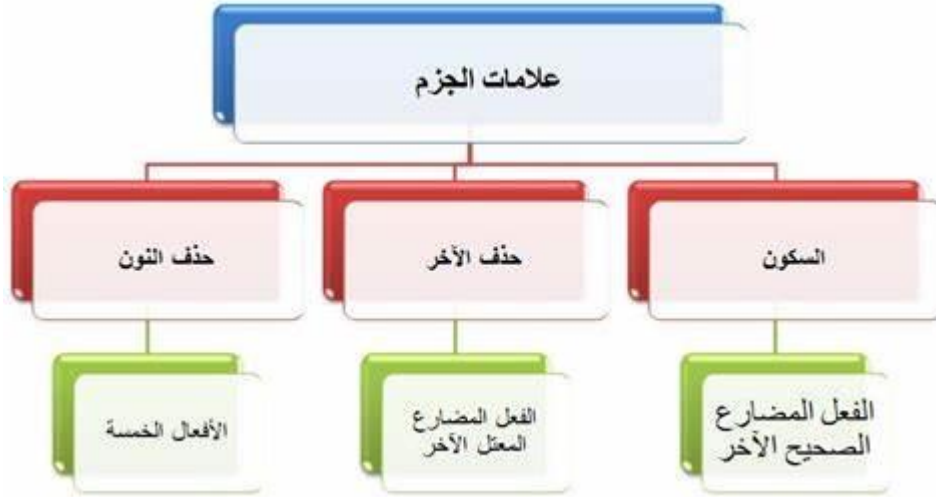 علامات الجزم
السكون
حذف الآخر
حذف النون
الفعل المضارع
الصحيح الآخر
الفعل المضارع
المعتل الآخر
الأفعال الخمسة